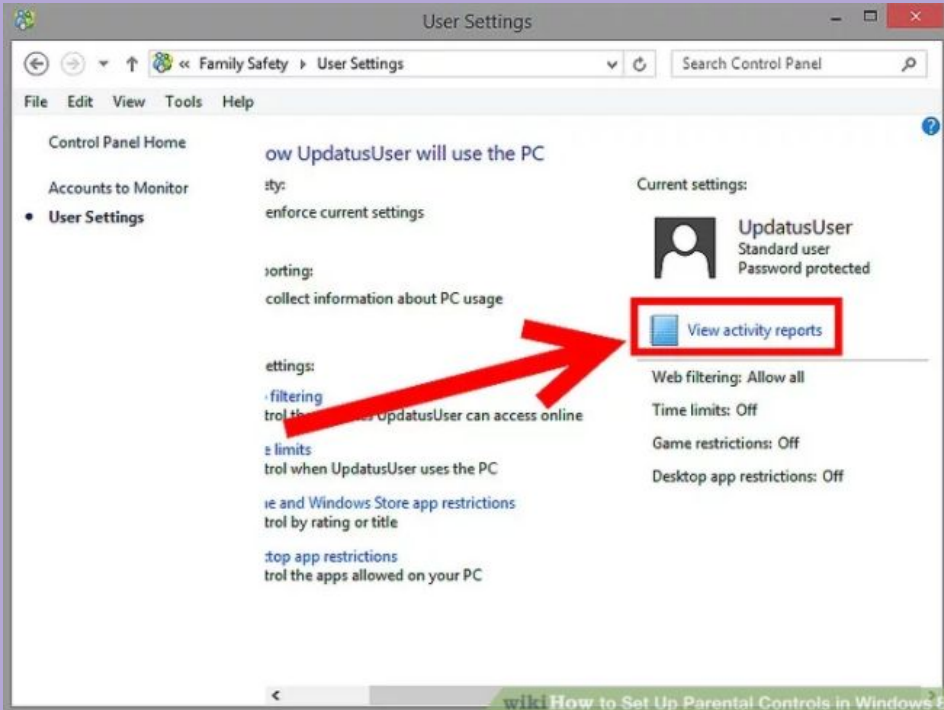 User Settings
« Family Safety User Settings
Search Control Panel
File Edit View Tools Help
Control Panel Home
Accounts to Monitor
User Settings
ow UpdatusUser will use the PC
ety:
enforce current settings
orting:
collect information about PC usage
ettings:
filtering
trol UpdatusUser can access online
e limits
trol when UpdatusUser uses the PC
ne and Windows Store app restrictions
trol by rating or title
top app restrictions
trol the apps allowed on your PC
Current settings:
UpdatusUser
Standard user
Password protected
View activity reports
Web filtering: Allow all
Time limits: Off
Game restrictions: Off
Desktop app restrictions: Off
wikiHow to Set Up Parental Controls in Windows 8